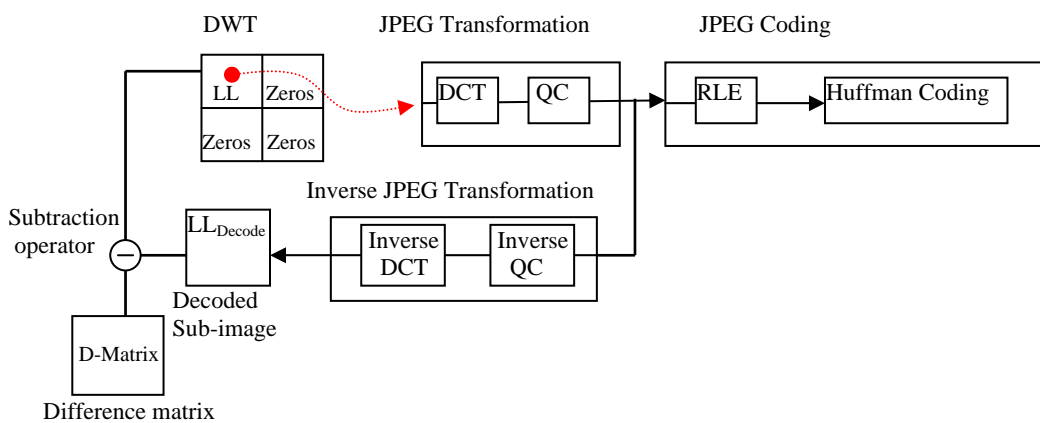 DWT
JPEG Transformation
JPEG Coding
LL
Zeros
Zeros
Zeros
DCT
QC
RLE
Huffman Coding
Inverse JPEG Transformation
Subtraction
operator
−
LLDecode
Inverse
DCT
Inverse
QC
Decoded
Sub-image
D-Matrix
Difference matrix